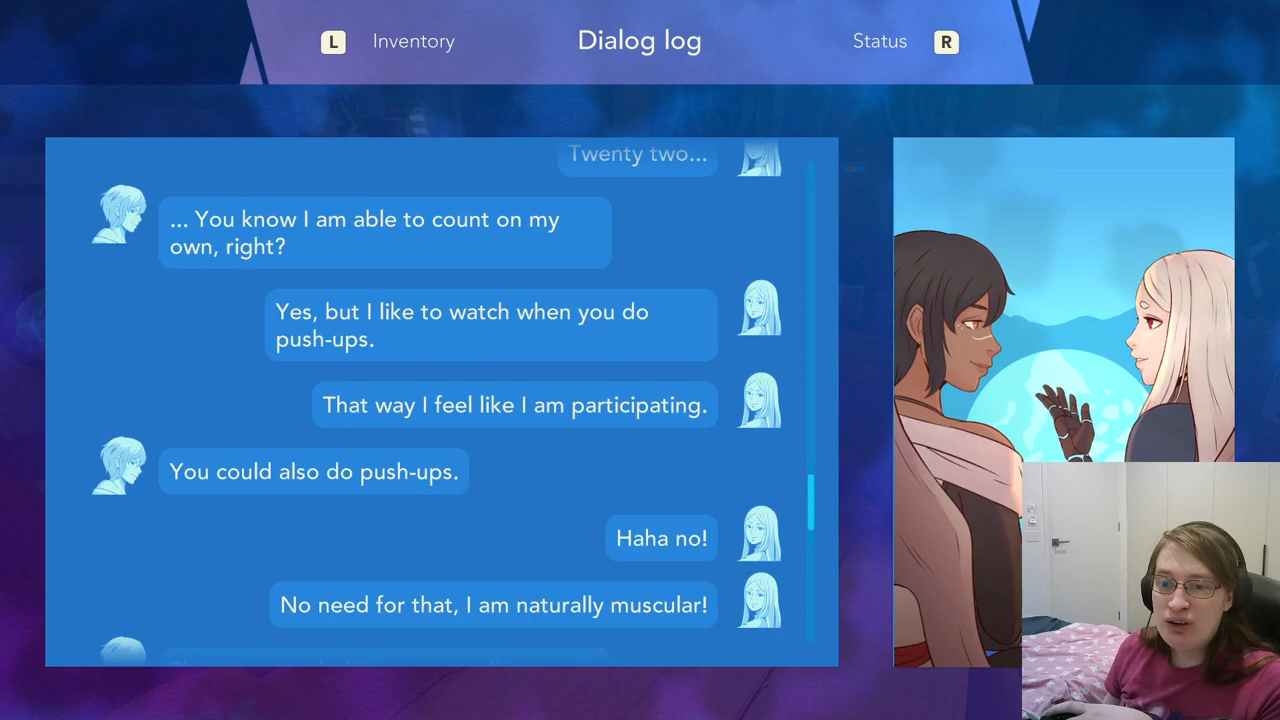 L Inventory Dialog log Status R
Twenty two...
... You know I am able to count on my
own, right?
Yes, but I like to watch when you do
push-ups.
That way I feel like I am participating.
You could also do push-ups.
Haha no!
No need for that, I am naturally muscular!